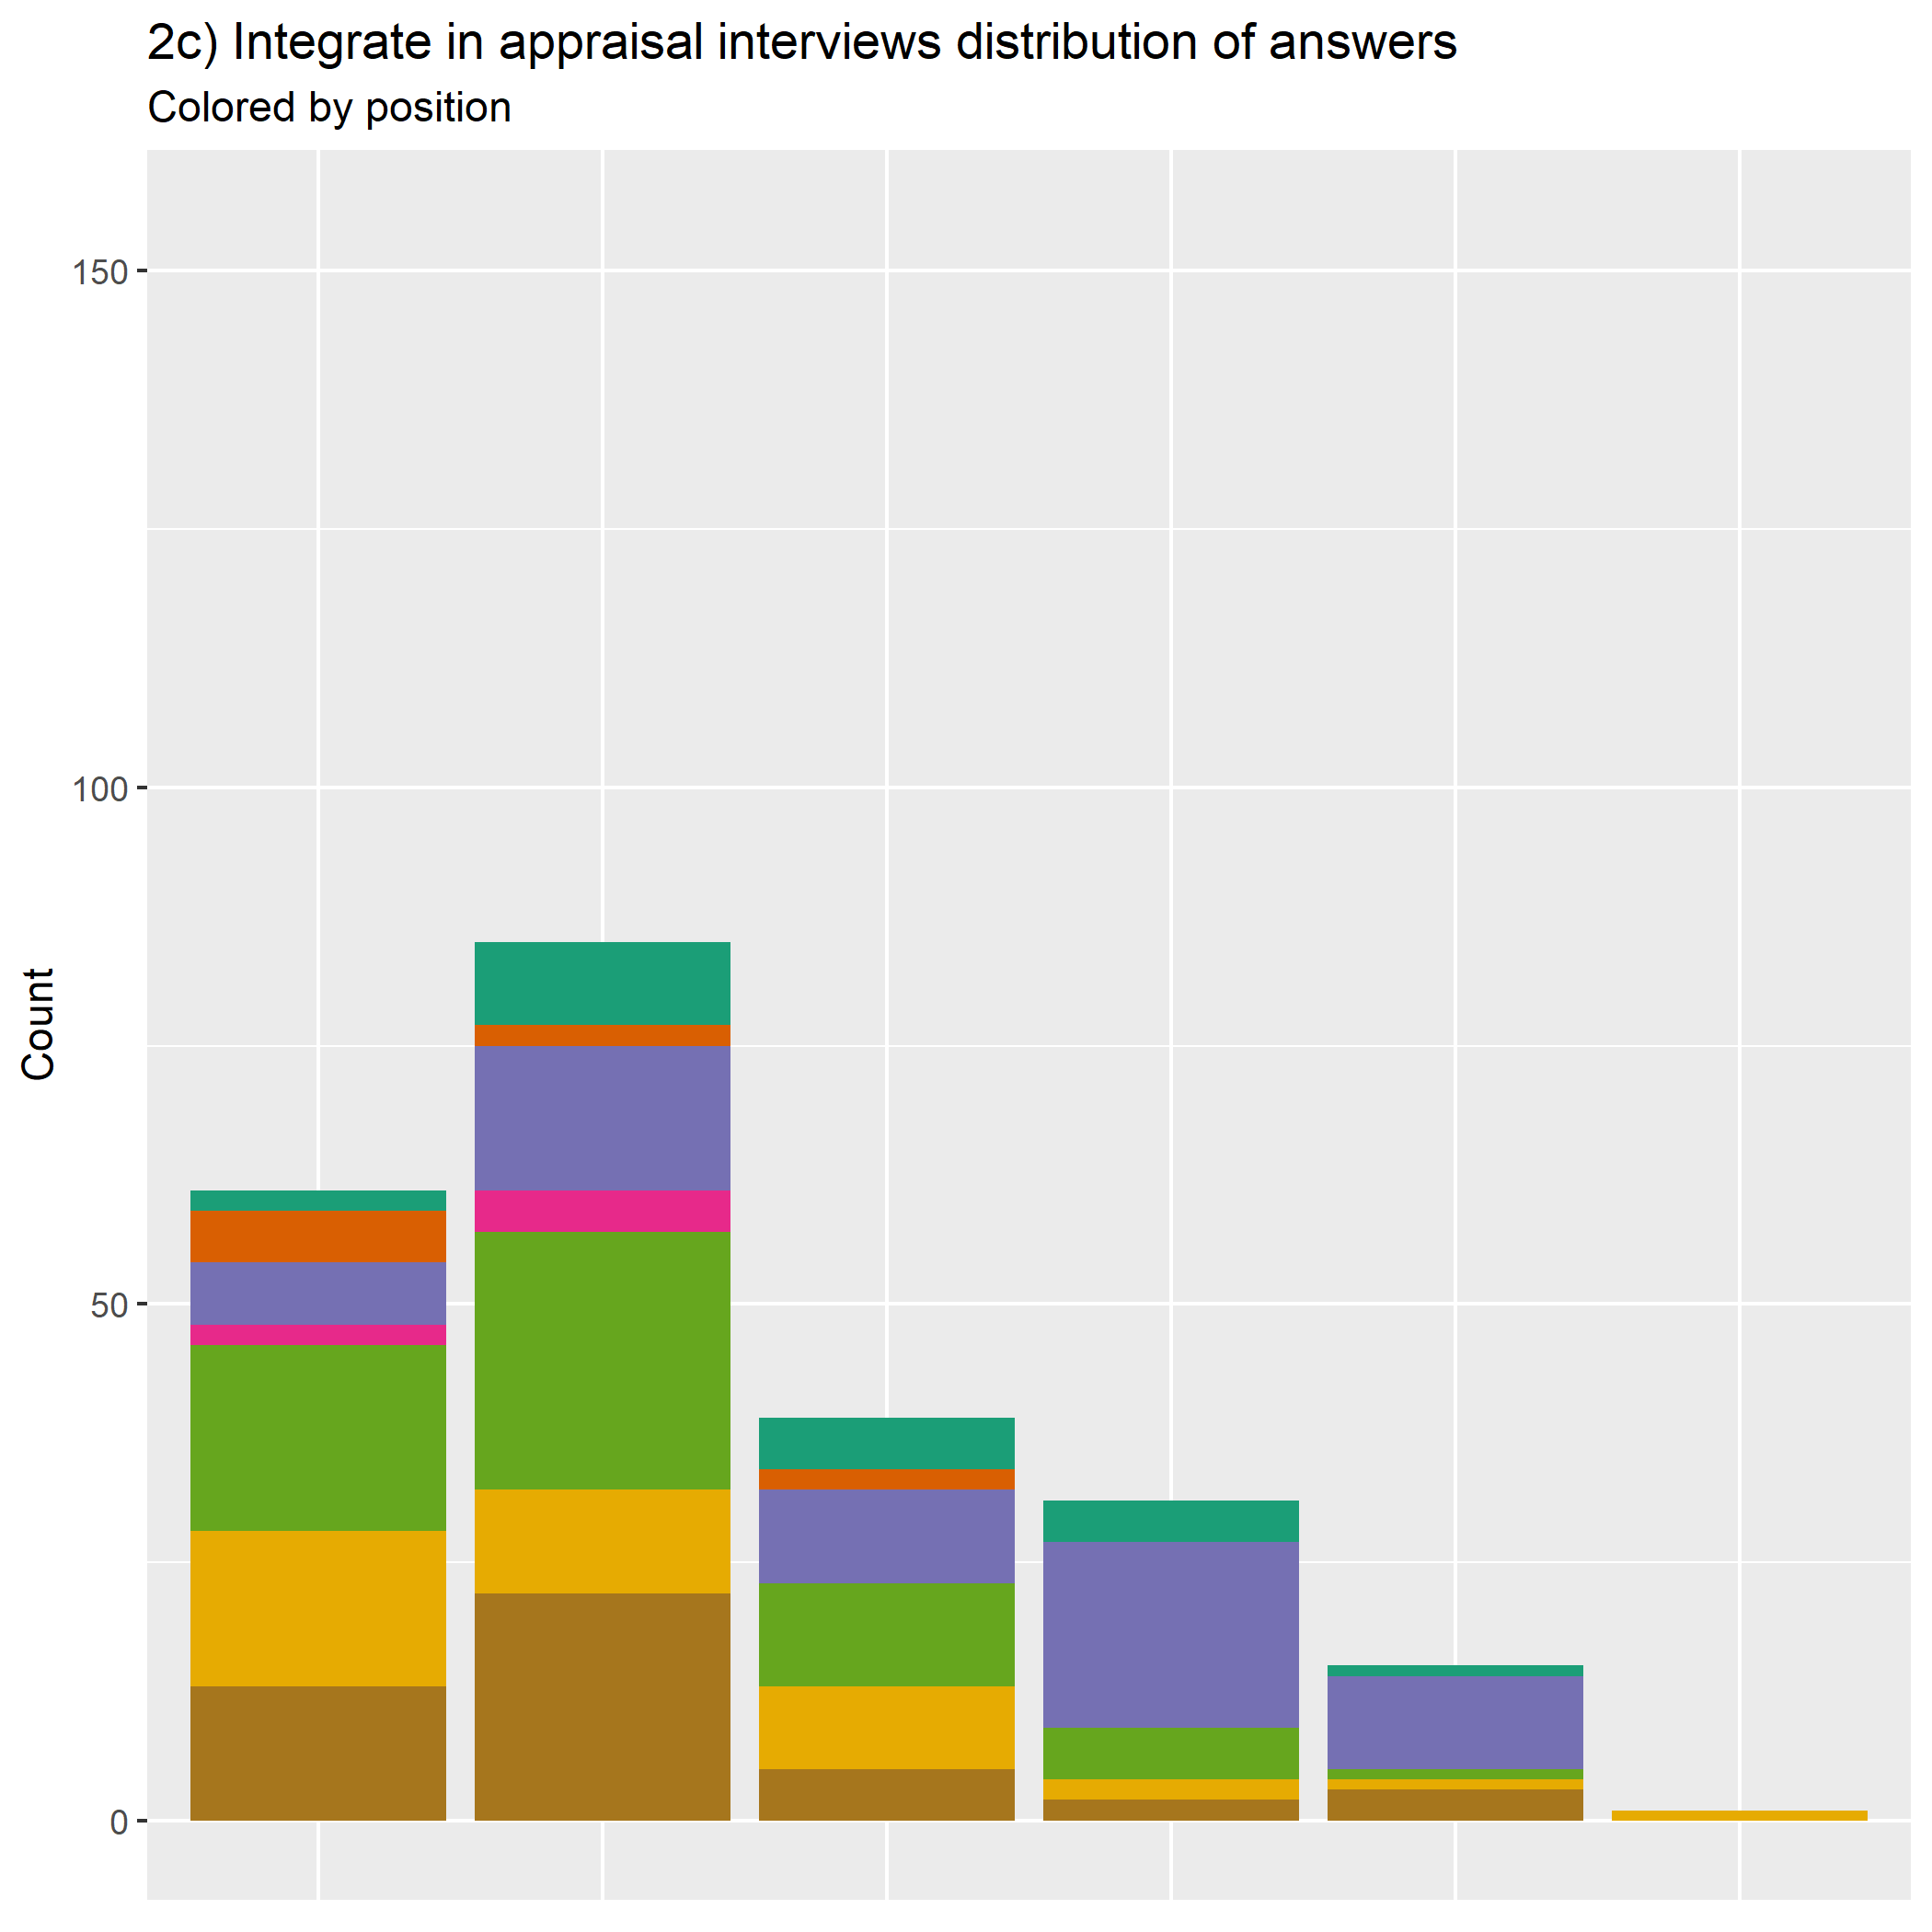 2c) Integrate in appraisal interviews distribution of answers
Colored by position
150
100
50
0
Count